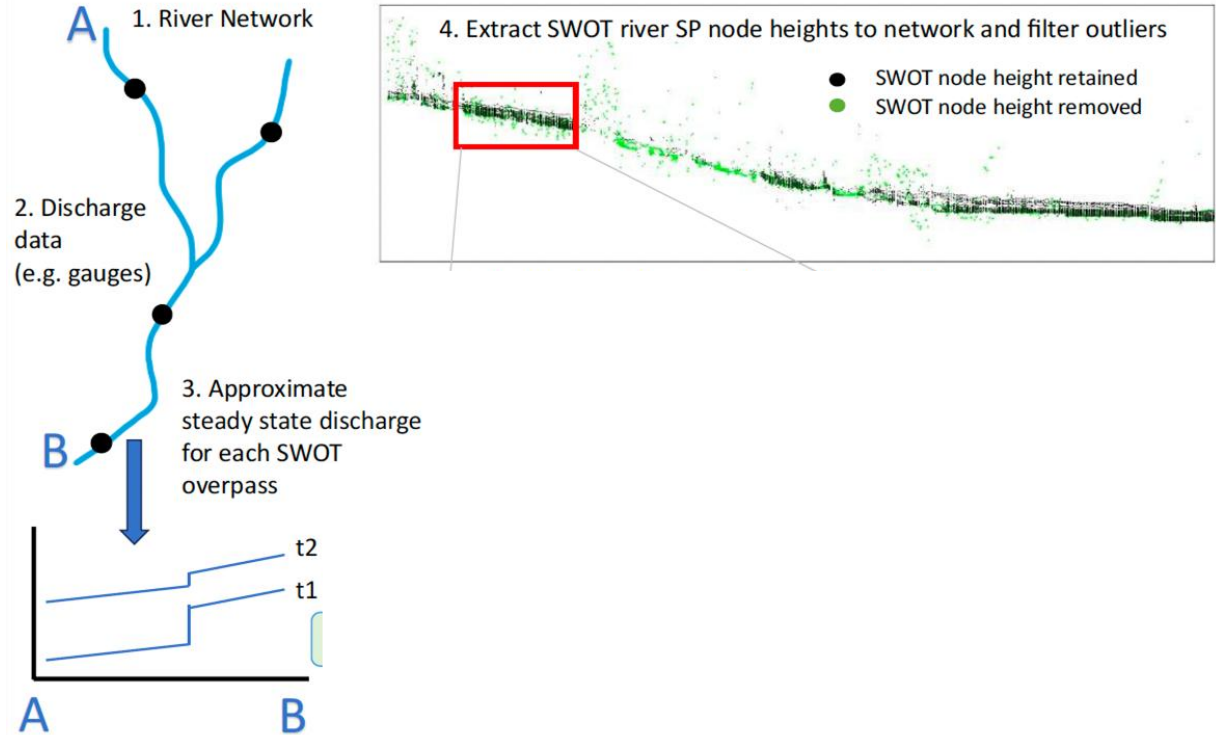 A
1. River Network
2. Discharge
data
(e.g. gauges)
3. Approximate
steady state discharge
for each SWOT
overpass
B
t2
t1
A
B
4. Extract SWOT river SP node heights to network and filter outliers
SWOT node height retained
SWOT node height removed